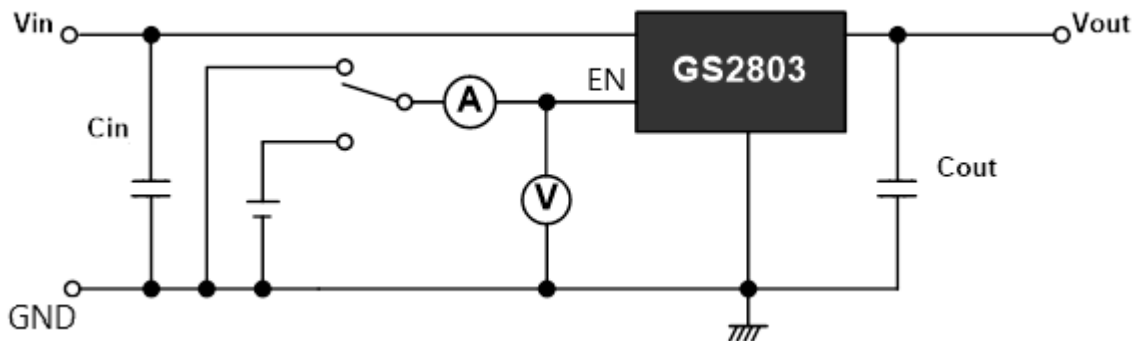 Vin
Vout
GS2803
EN
A
Cin
Cout
V
GND